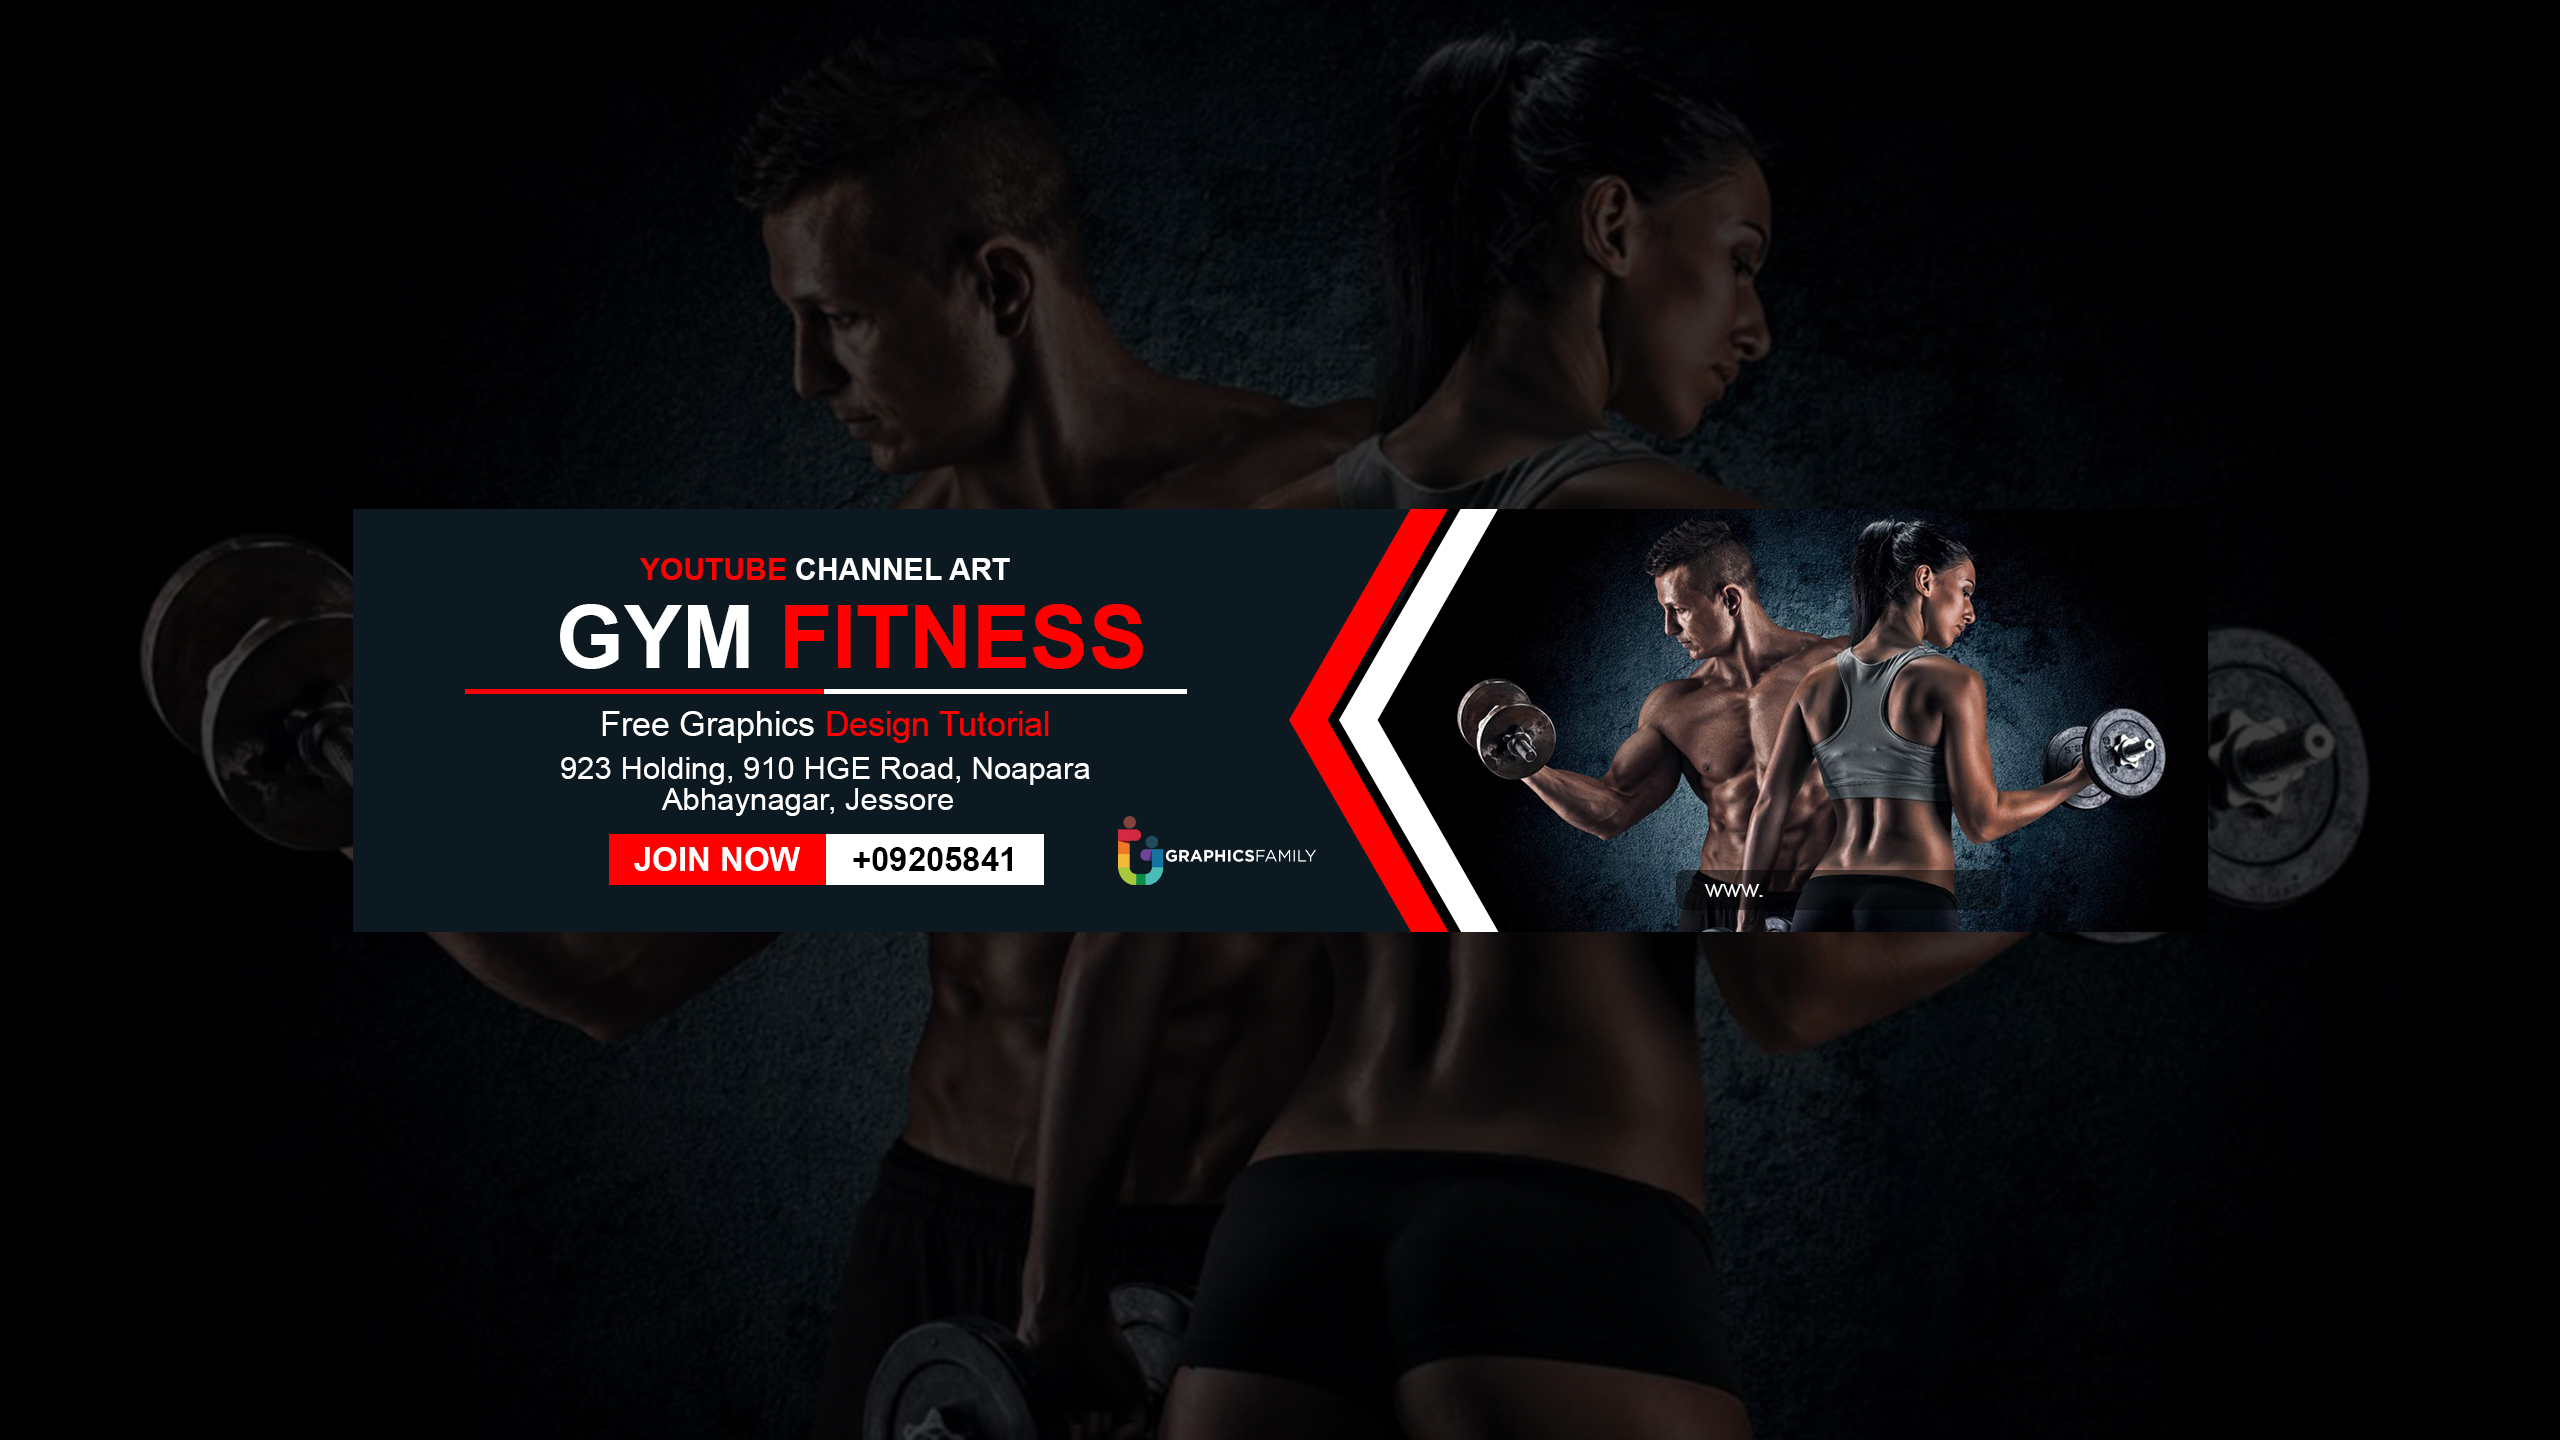 YOUTUBE CHANNEL ART
GYM FITNESS
Free Graphics Design Tutorial
923 Holding, 910 HGE Road, Noapara
Abhaynagar, Jessore
JOIN NOW +09205841
GRAPHICSFAMILY
www.